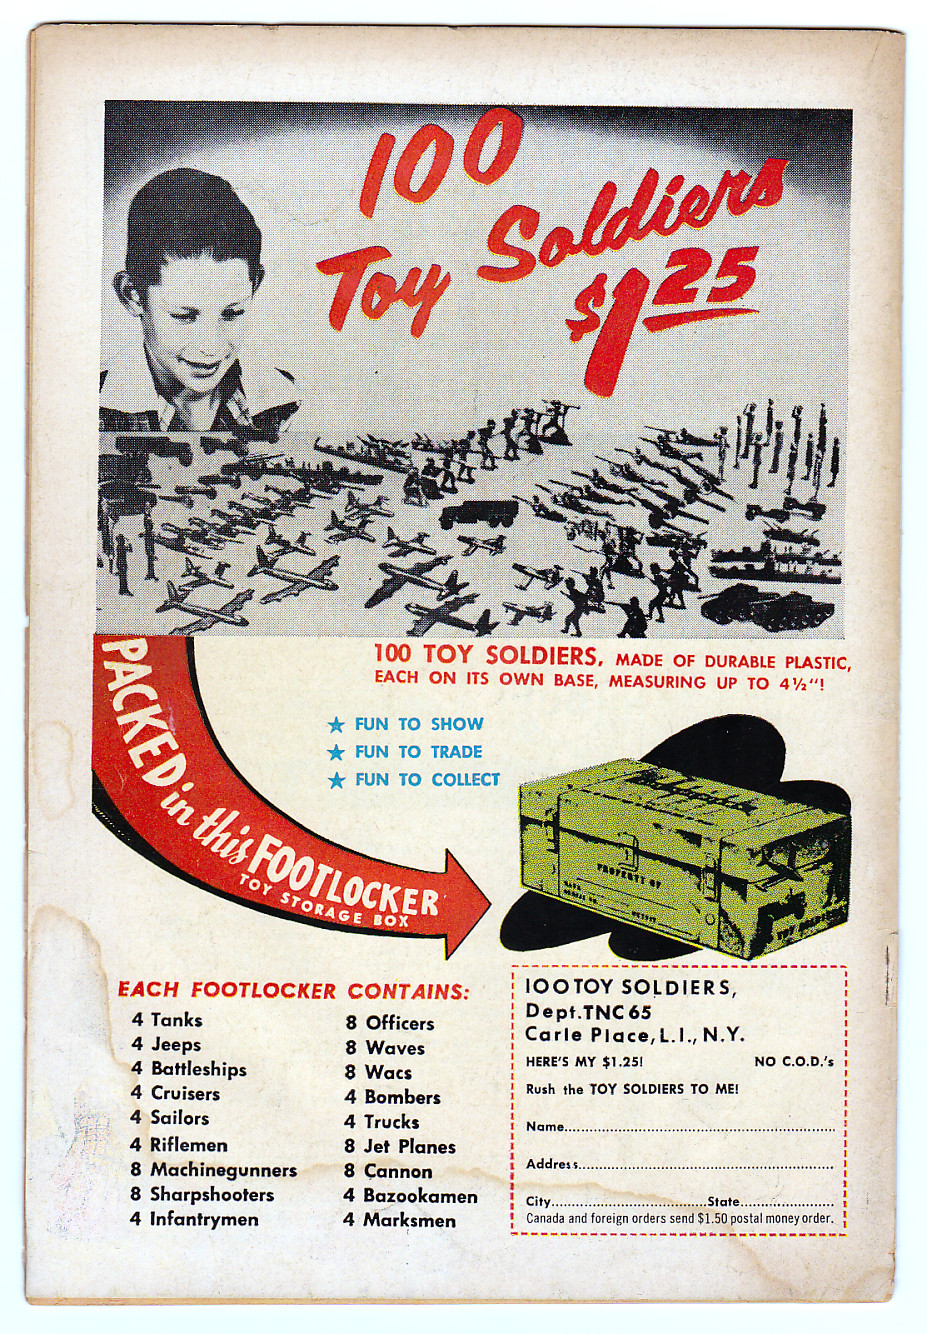 100
Toy Soldiers
$1.25
100 TOY SOLDIERS, MADE OF DURABLE PLASTIC,
EACH ON ITS OWN BASE, MEASURING UP TO 4½"!
★ FUN TO SHOW
★ FUN TO TRADE
★ FUN TO COLLECT
PACKED in this FOOTLOCKER
TOY STORAGE BOX
PROPERTY OF
EACH FOOTLOCKER CONTAINS:
4 Tanks
4 Jeeps
4 Battleships
4 Cruisers
4 Sailors
4 Riflemen
8 Machinegunners
8 Sharpshooters
4 Infantrymen
8 Officers
8 Waves
8 Wacs
4 Bombers
4 Trucks
8 Jet Planes
8 Cannon
4 Bazookamen
4 Marksmen
100 TOY SOLDIERS,
Dept. TNC 65
Carle Place, L.I., N.Y.
HERE'S MY $1.25! NO C.O.D.'s
Rush the TOY SOLDIERS TO ME!
Name
Address
City State
Canada and foreign orders send $1.50 postal money order.